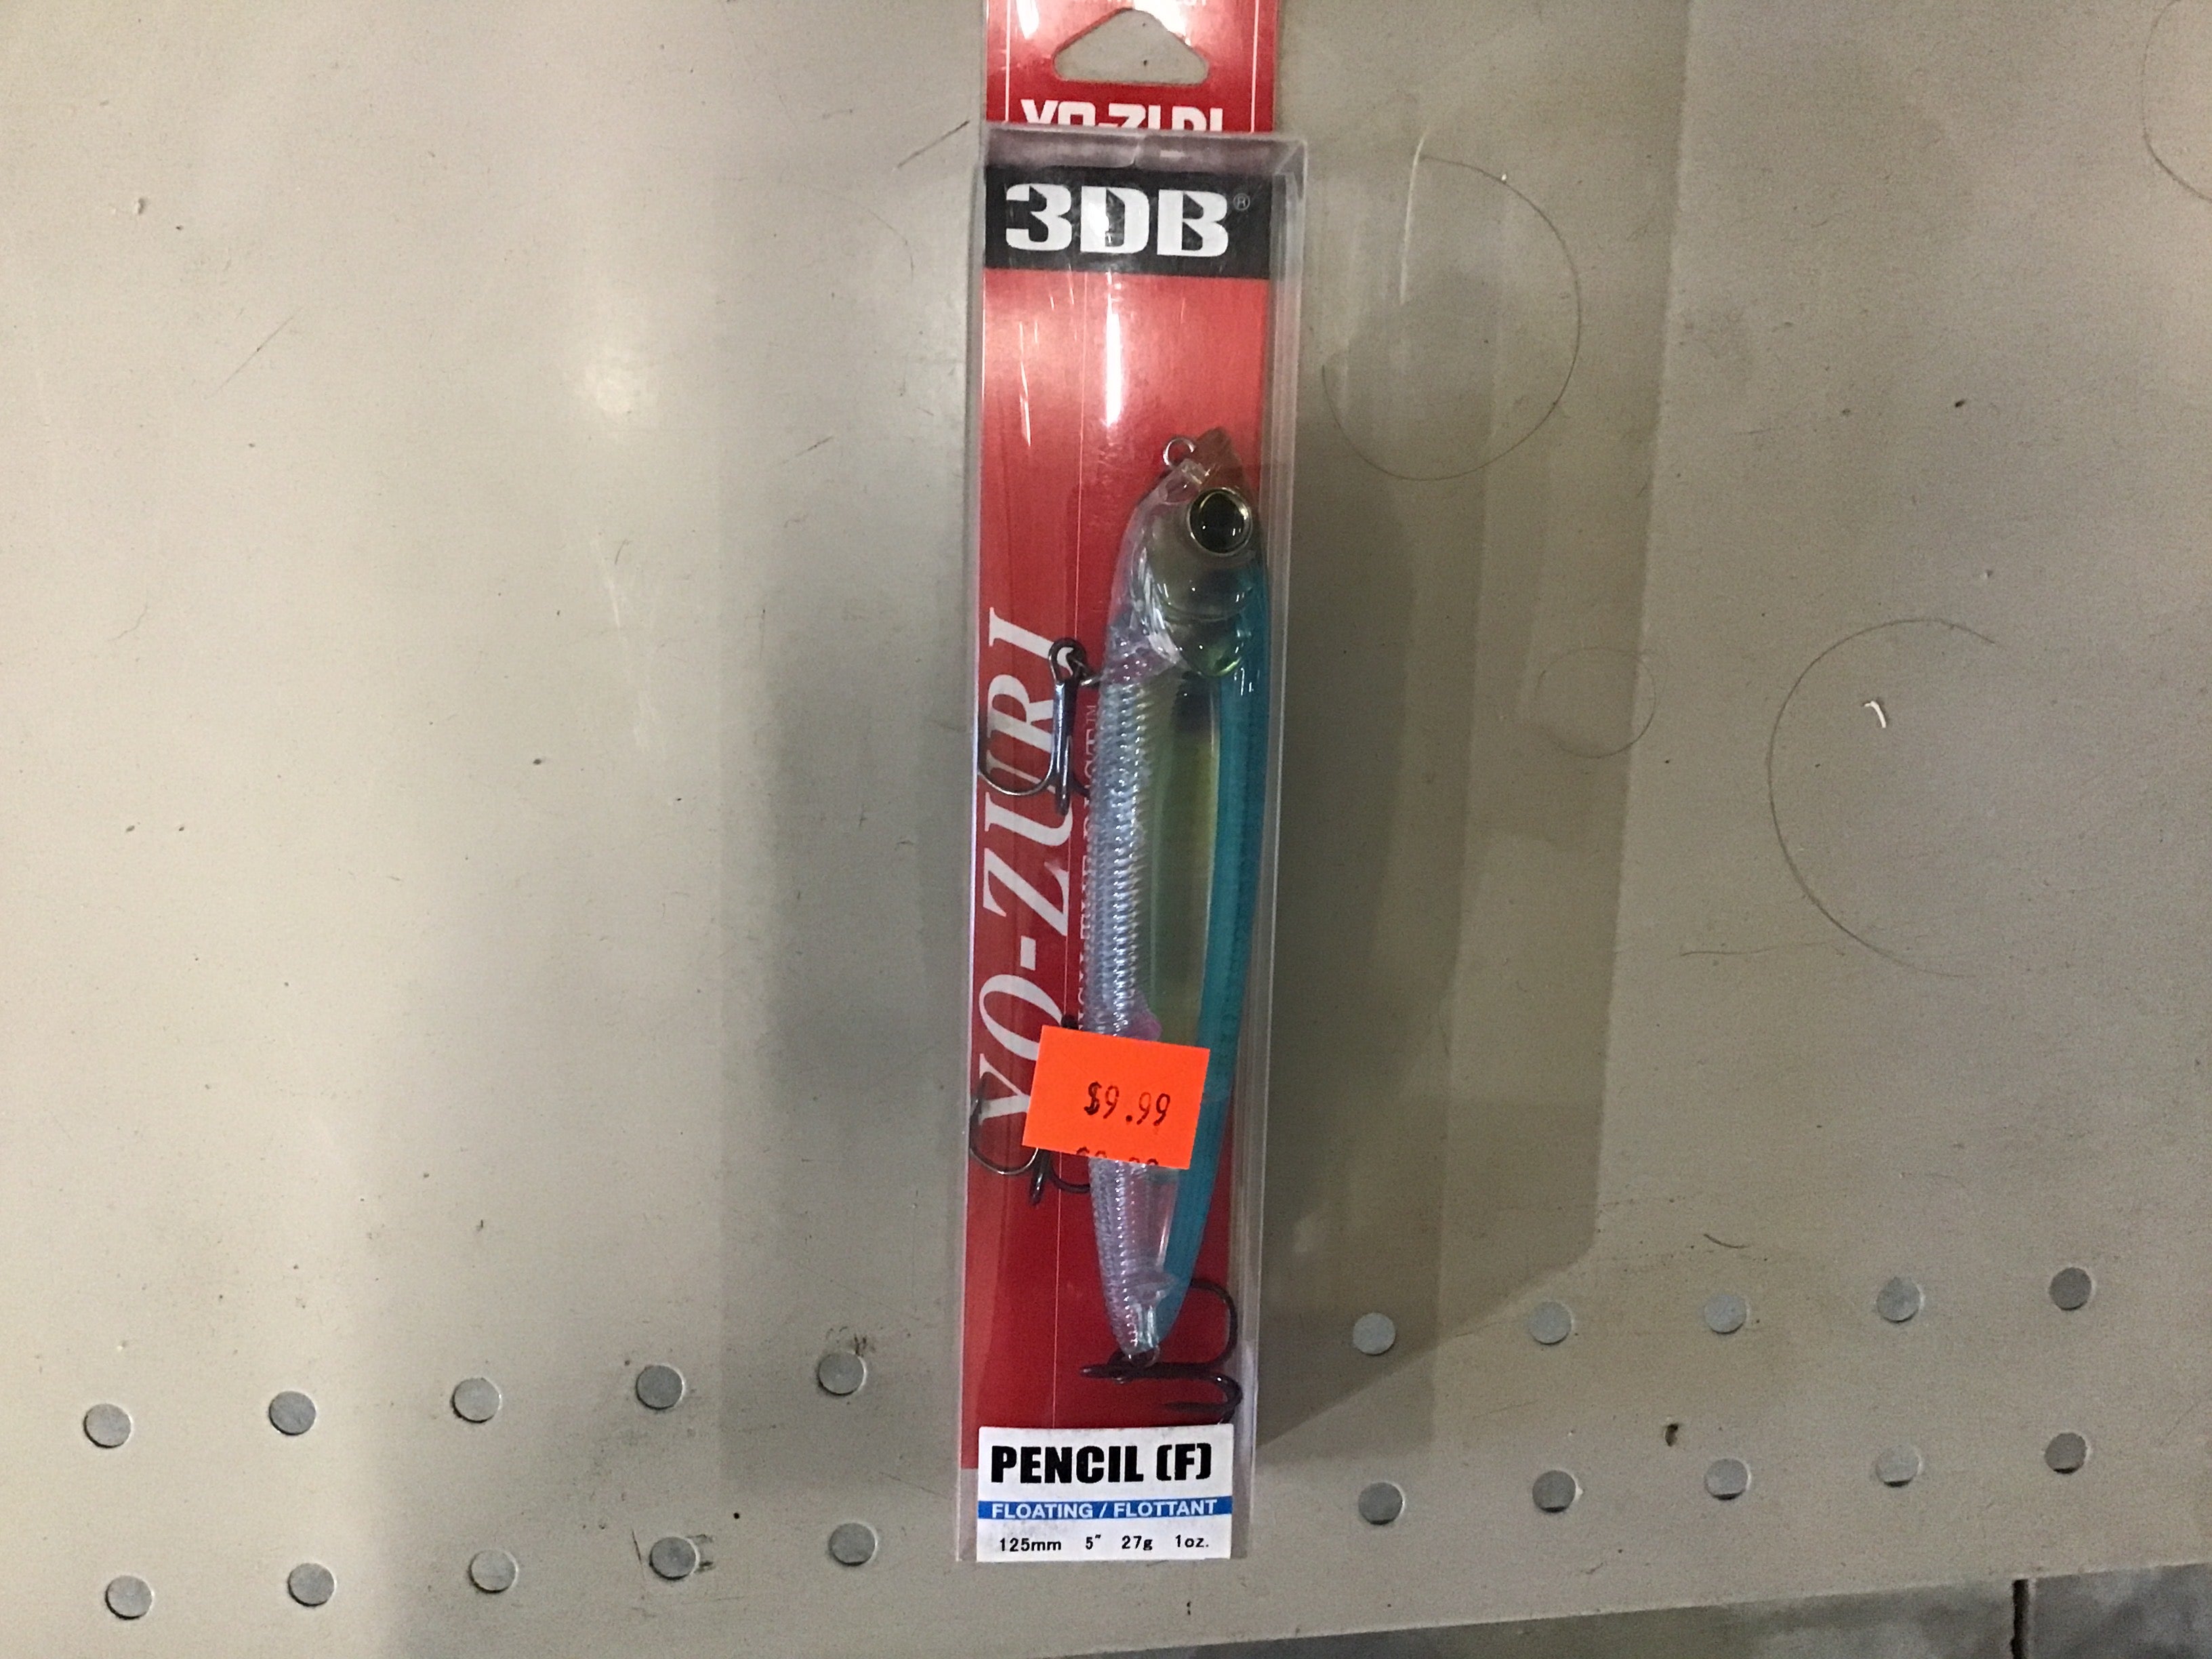 YO-ZURI
3DB®
YO-ZURI
$9.99
PENCIL (F)
FLOATING / FLOTTANT
125mm 5" 27g 1oz.